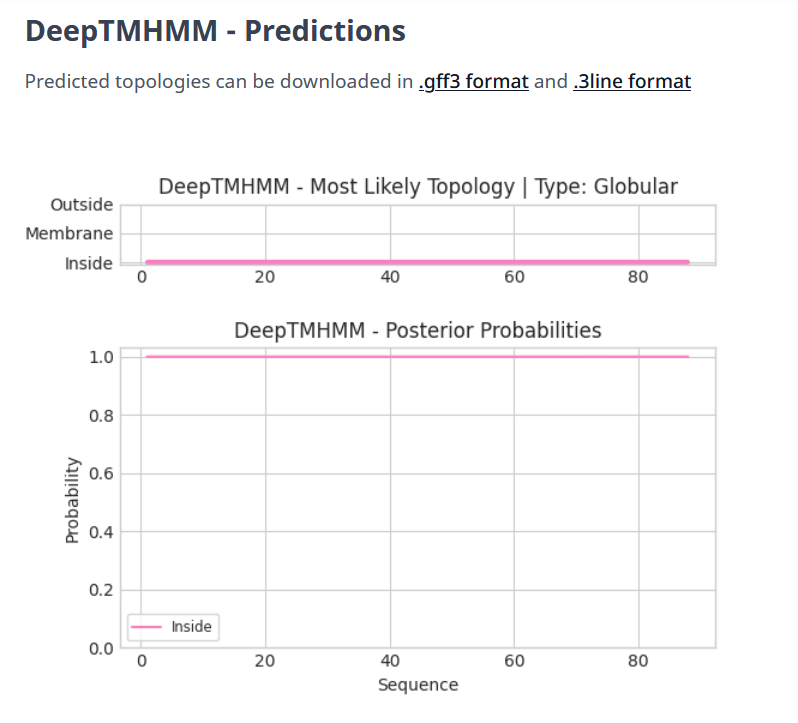 DeepTMHMM - Predictions
Predicted topologies can be downloaded in .gff3 format and .3line format
DeepTMHMM - Most Likely Topology | Type: Globular
Outside
Membrane
Inside
0 20 40 60 80
DeepTMHMM - Posterior Probabilities
1.0
0.8
0.6
0.4
0.2
0.0
Probability
Inside
0 20 40 60 80
Sequence